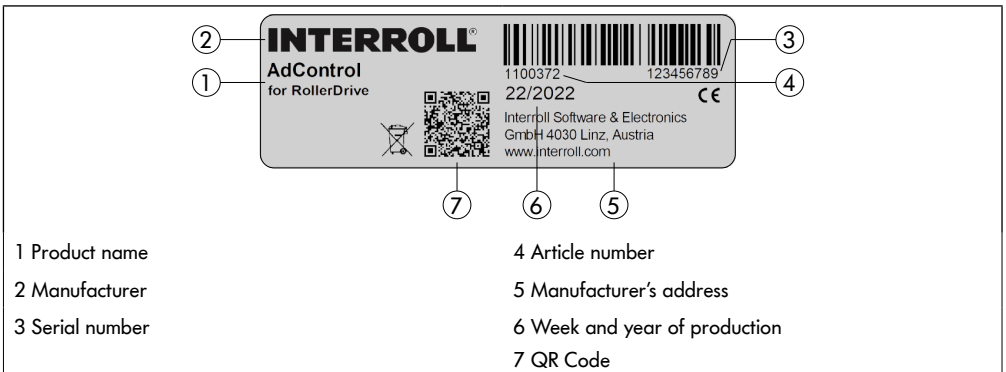 INTERROLL®
AdControl
for RollerDrive
1100372 123456789
22/2022
CE
Interroll Software & Electronics
GmbH 4030 Linz, Austria
www.interroll.com
2
1
3
4
7
6
5
1 Product name
2 Manufacturer
3 Serial number
4 Article number
5 Manufacturer's address
6 Week and year of production
7 QR Code